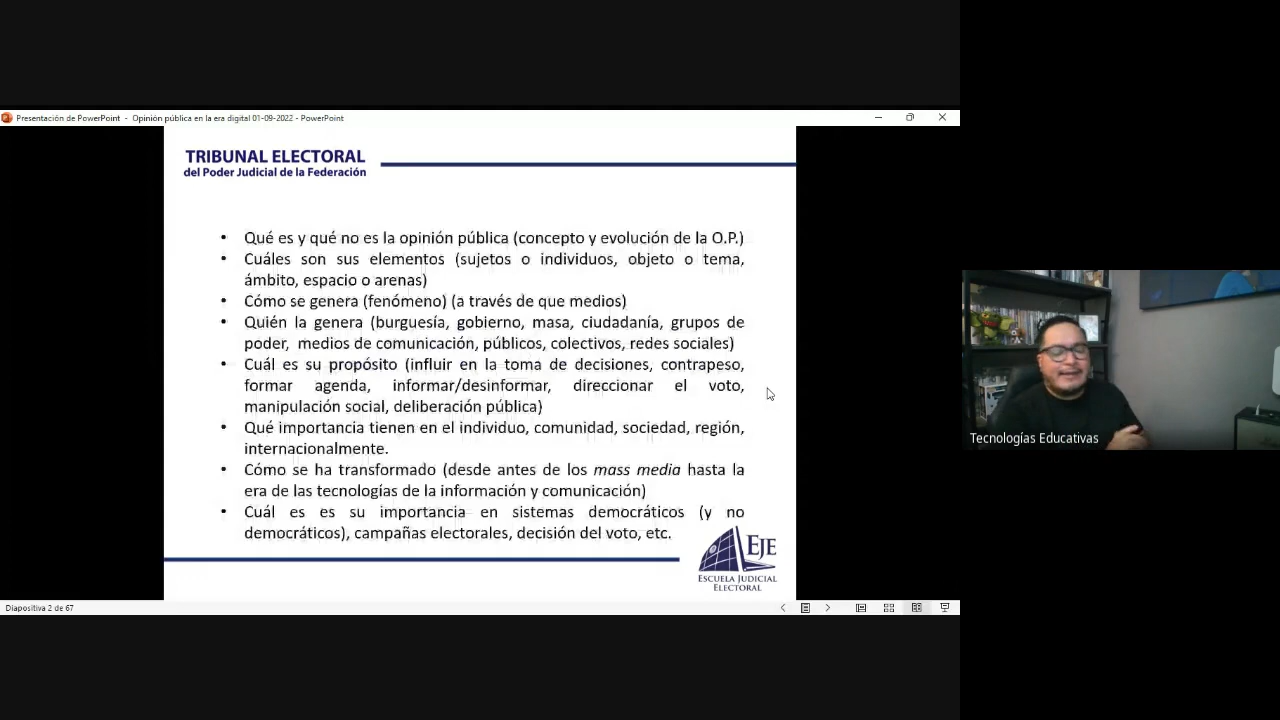 Presentación de PowerPoint - Opinión pública en la era digital 01-09-2022 - PowerPoint
TRIBUNAL ELECTORAL
del Poder Judicial de la Federación
• Qué es y qué no es la opinión pública (concepto y evolución de la O.P.)
• Cuáles son sus elementos (sujetos o individuos, objeto o tema,
ámbito, espacio o arenas)
• Cómo se genera (fenómeno) (a través de que medios)
• Quién la genera (burguesía, gobierno, masa, ciudadanía, grupos de
poder, medios de comunicación, públicos, colectivos, redes sociales)
• Cuál es su propósito (influir en la toma de decisiones, contrapeso,
formar agenda, informar/desinformar, direccionar el voto,
manipulación social, deliberación pública)
• Qué importancia tienen en el individuo, comunidad, sociedad, región,
internacionalmente.
• Cómo se ha transformado (desde antes de los mass media hasta la
era de las tecnologías de la información y comunicación)
• Cuál es es su importancia en sistemas democráticos (y no
democráticos), campañas electorales, decisión del voto, etc.
EJE
ESCUELA JUDICIAL
ELECTORAL
Diapositiva 2 de 67
Tecnologías Educativas